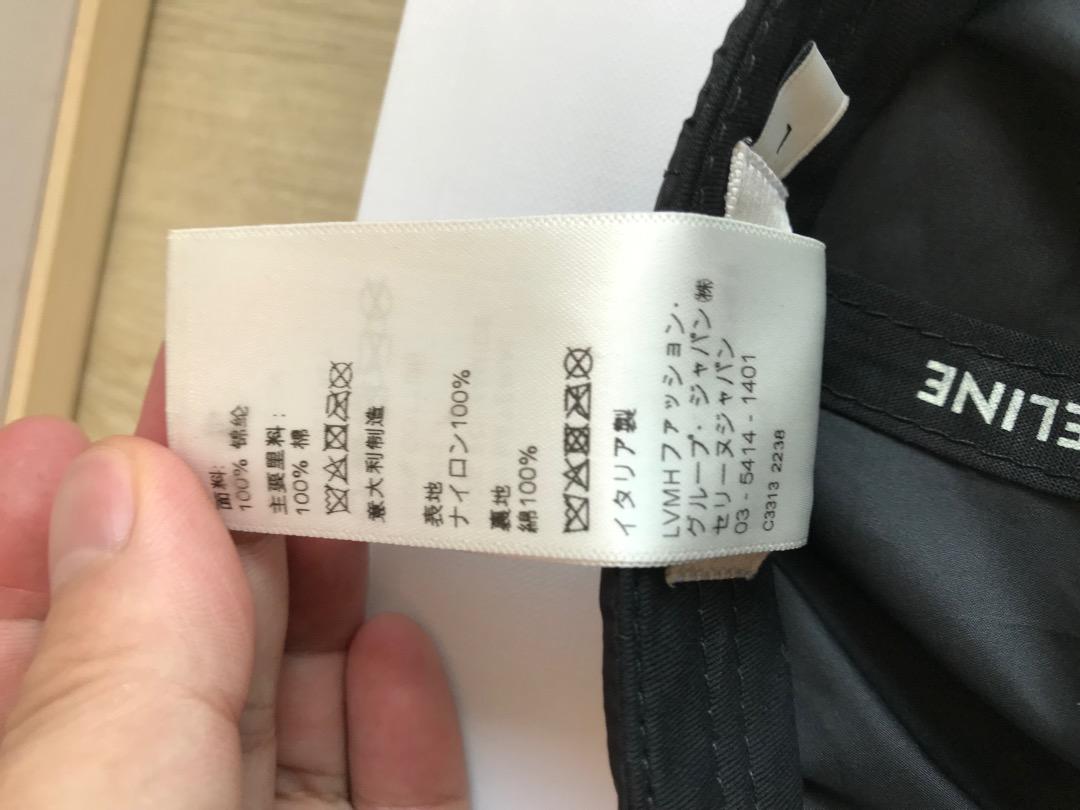 面料:
100% 锦纶
主要里料:
100% 棉
意大利制造
表地
ナイロン100%
裏地
綿100%
イタリア製
LVMHファッション・
グループ・ジャパン㈱
セリーヌジャパン
03 - 5414 - 1401
C3313 2238
ELINE